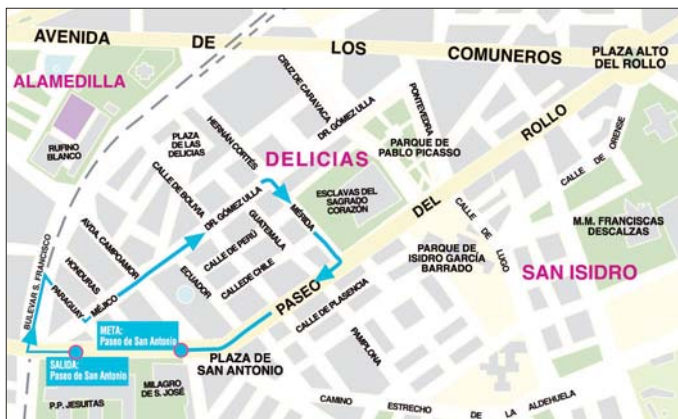 AVENIDA DE LOS COMUNEROS
PLAZA ALTO
DEL ROLLO
ALAMEDILLA
CRUZ DE CARAVACA
DR. GÓMEZ ULLA
PONTEVEDRA
RUFINO
BLANCO
PLAZA
DE LAS
DELICIAS
HERNÁN CORTÉS
DELICIAS
PARQUE DE
PABLO PICASSO
CALLE DE ORENSE
CALLE DE BOLIVIA
DR. GÓMEZ ULLA
MÉRIDA
ESCLAVAS DEL
SAGRADO
CORAZÓN
PASEO DEL ROLLO
CALLE DE LUGO
M.M. FRANCISCAS
DESCALZAS
AVDA. CAMPOAMOR
GUATEMALA
CALLE DE PERÚ
PARQUE DE
ISIDRO GARCÍA
BARRADO
SAN ISIDRO
HONDURAS
ECUADOR
CALLEDE CHILE
BULEVAR S. FRANCISCO
PARAGUAY
MÉJICO
CALLE DE PLASENCIA
META:
Paseo de San Antonio
PAMPLONA
SALIDA:
Paseo de San Antonio
PLAZA DE
SAN ANTONIO
MILAGRO
DE S. JOSÉ
P.P. JESUITAS
CAMINO ESTRECHO DE LA ALDEHUELA